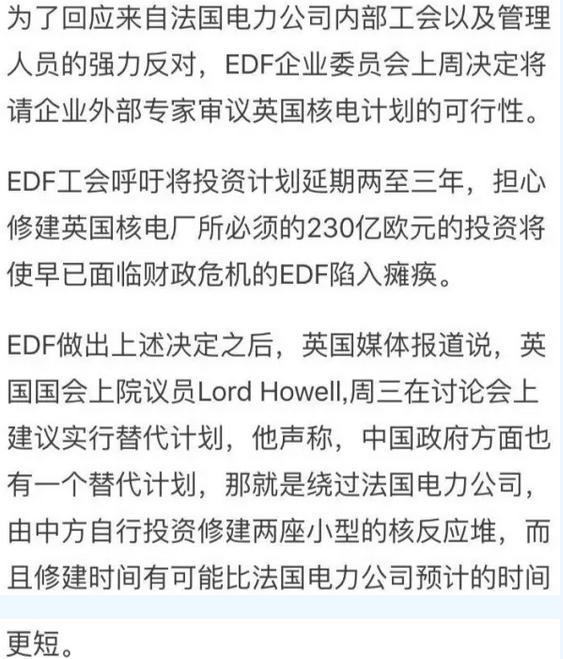 为了回应来自法国电力公司内部工会以及管理
人员的强力反对，EDF企业委员会上周决定将
请企业外部专家审议英国核电计划的可行性。
EDF工会呼吁将投资计划延期两至三年，担心
修建英国核电厂所必须的230亿欧元的投资将
使早已面临财政危机的EDF陷入瘫痪。
EDF做出上述决定之后，英国媒体报道说，英
国国会上院议员Lord Howell,周三在讨论会上
建议实行替代计划，他声称，中国政府方面也
有一个替代计划，那就是绕过法国电力公司，
由中方自行投资修建两座小型的核反应堆，而
且修建时间有可能比法国电力公司预计的时间
更短。